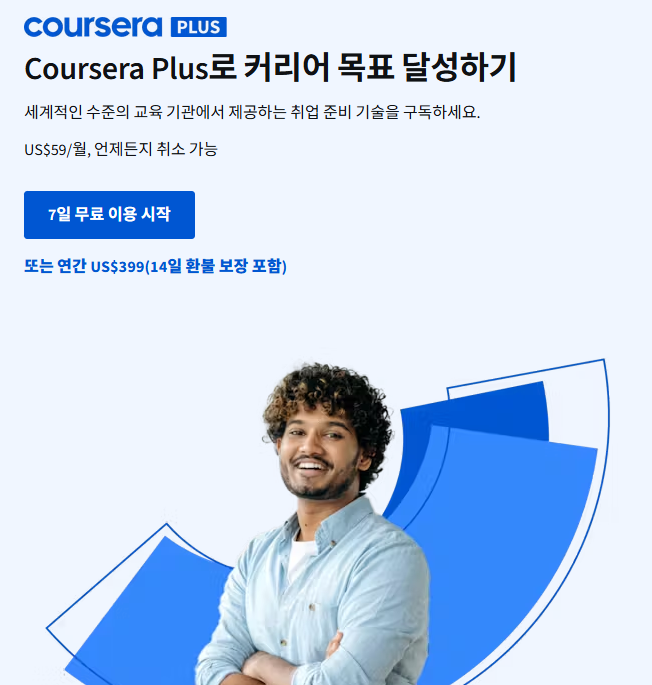 coursera PLUS
Coursera Plus로 커리어 목표 달성하기
세계적인 수준의 교육 기관에서 제공하는 취업 준비 기술을 구독하세요.
US$59/월, 언제든지 취소 가능
7일 무료 이용 시작
또는 연간 US$399(14일 환불 보장 포함)